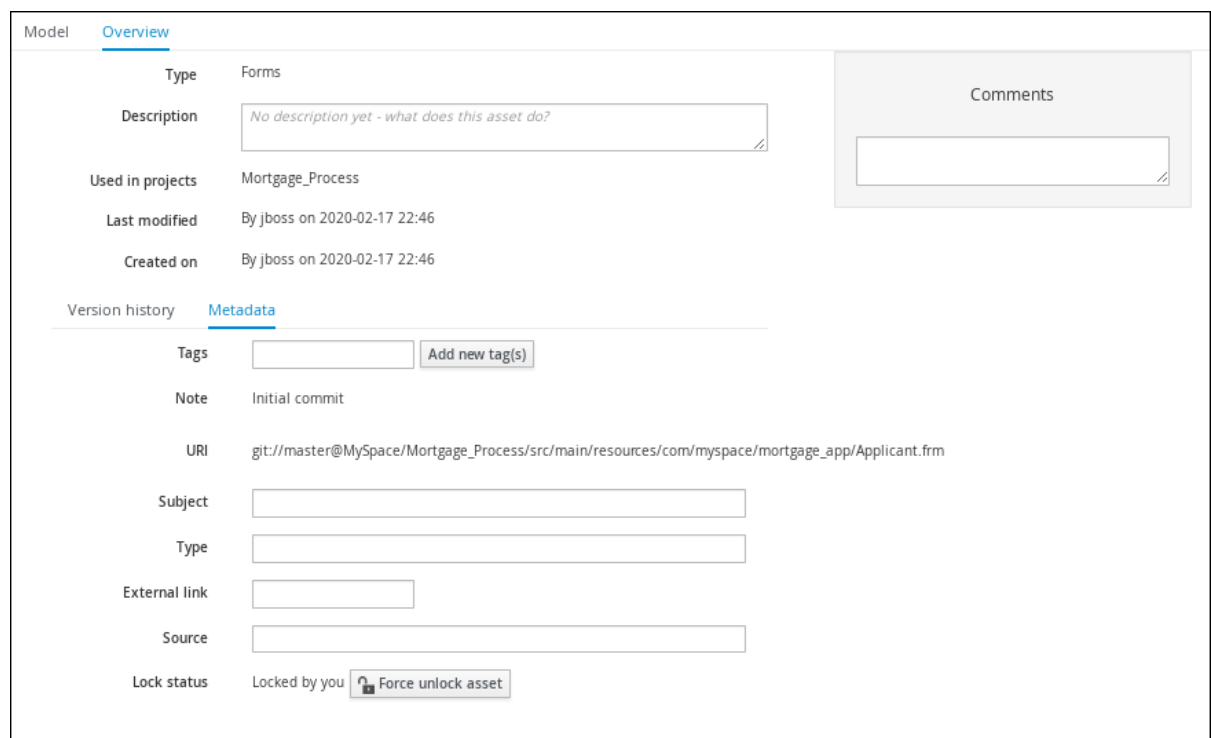 Model Overview
Type Forms
Comments
Description No description yet - what does this asset do?
Used in projects Mortgage_Process
Last modified By jboss on 2020-02-17 22:46
Created on By jboss on 2020-02-17 22:46
Version history Metadata
Tags Add new tag(s)
Note Initial commit
URI git://master@MySpace/Mortgage_Process/src/main/resources/com/myspace/mortgage_app/Applicant.frm
Subject
Type
External link
Source
Lock status Locked by you Force unlock asset